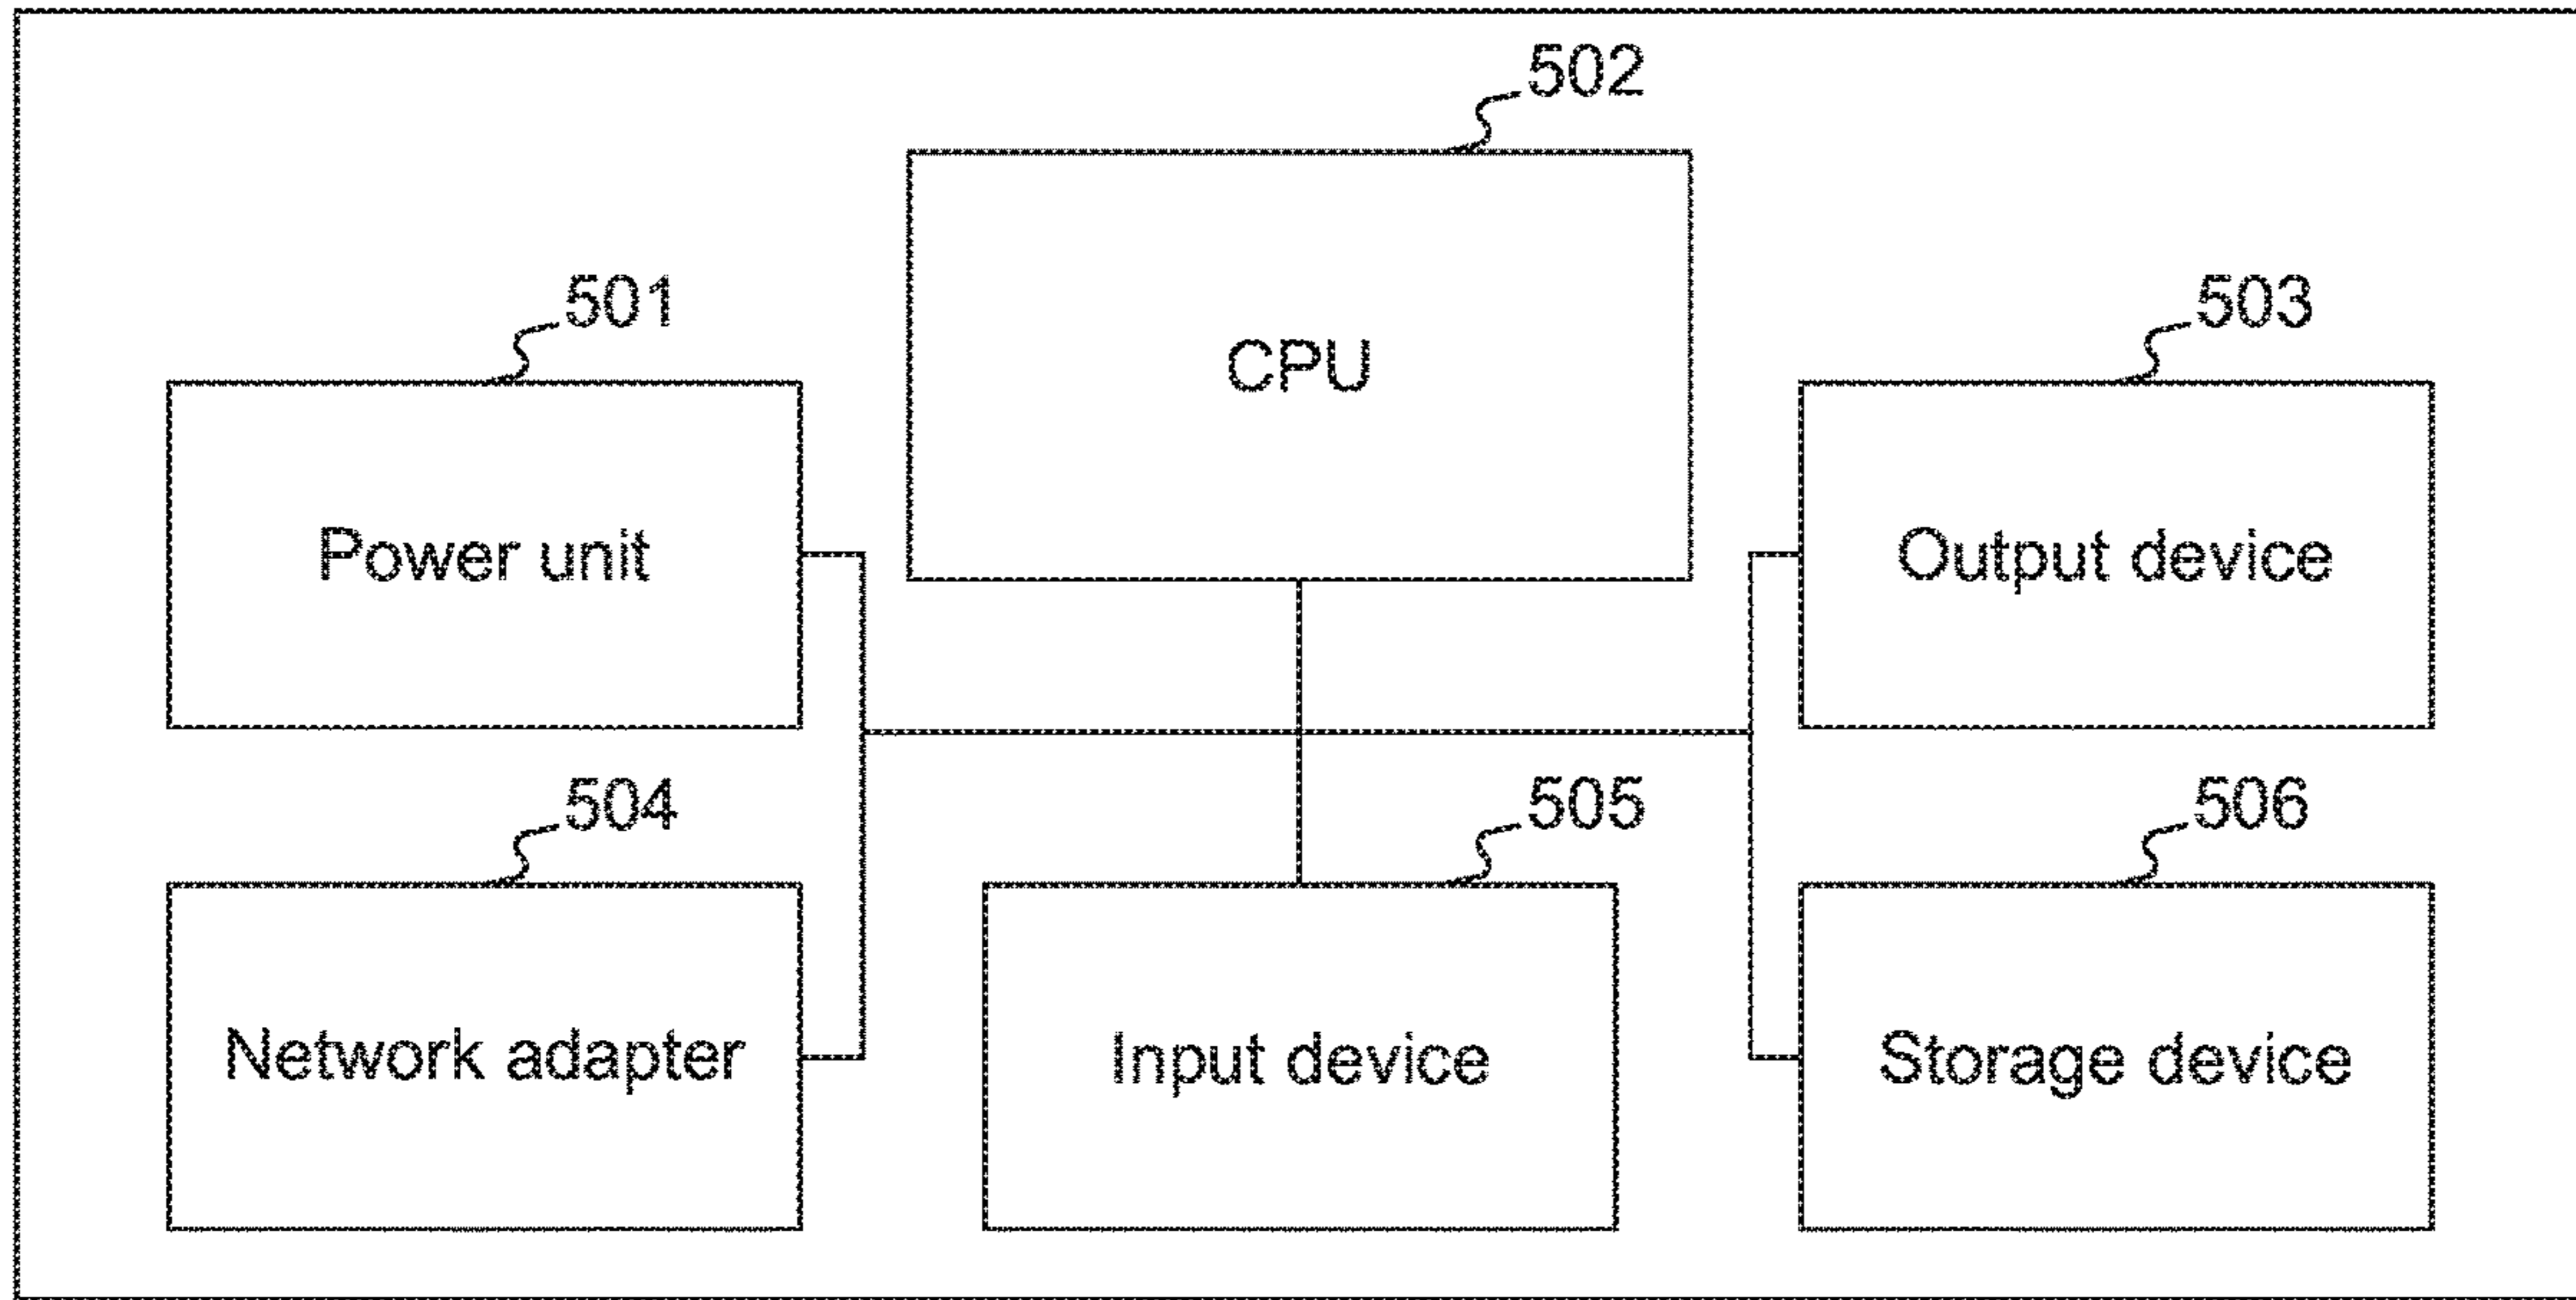 502
CPU
501
Power unit
503
Output device
504
Network adapter
505
Input device
506
Storage device